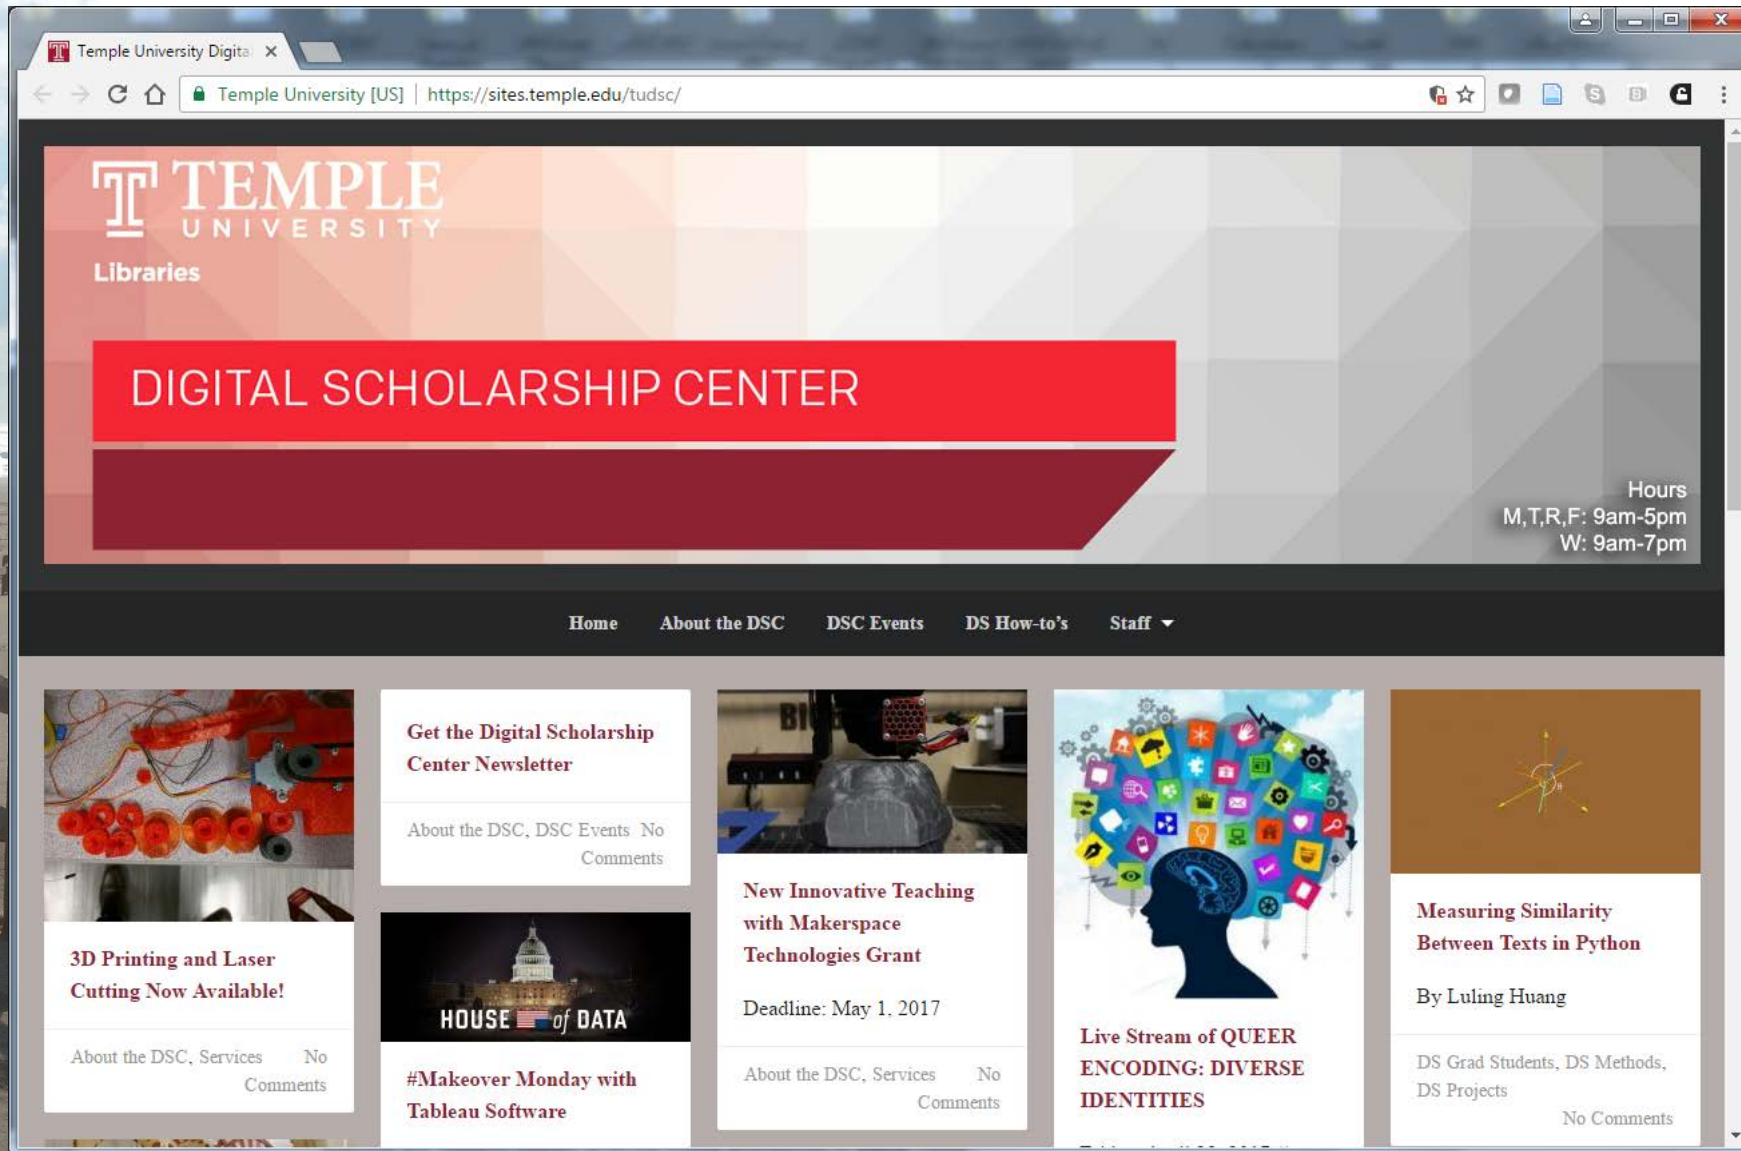 Temple University Digita
Temple University [US] https://sites.temple.edu/tudsc/
TEMPLE
UNIVERSITY
Libraries
DIGITAL SCHOLARSHIP CENTER
Hours
M,T,R,F: 9am-5pm
W: 9am-7pm
Home About the DSC DSC Events DS How-to's Staff
3D Printing and Laser
Cutting Now Available!
About the DSC, Services No
Comments
Get the Digital Scholarship
Center Newsletter
About the DSC, DSC Events No
Comments
HOUSE of DATA
#Makeover Monday with
Tableau Software
New Innovative Teaching
with Makerspace
Technologies Grant
Deadline: May 1, 2017
About the DSC, Services No
Comments
Live Stream of QUEER
ENCODING: DIVERSE
IDENTITIES
Measuring Similarity
Between Texts in Python
By Luling Huang
DS Grad Students, DS Methods,
DS Projects
No Comments